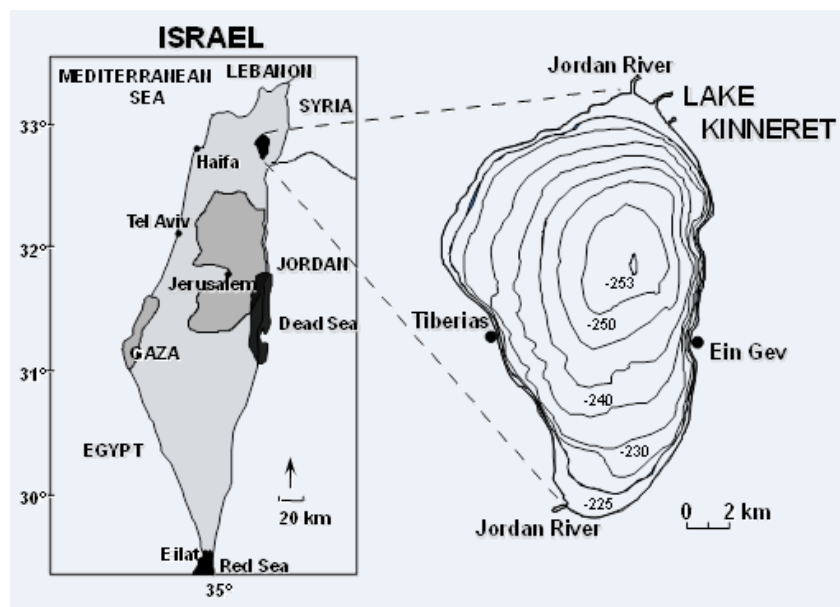 ISRAEL
MEDITERRANEAN
SEA
LEBANON
SYRIA
33°
Haifa
Tel Aviv
32°
JORDAN
Jerusalem
Dead Sea
GAZA
31°
EGYPT
30°
20 km
Eilat
Red Sea
35°
Jordan River
LAKE
KINNERET
-253
-250
Tiberias
Ein Gev
-240
-230
-225
Jordan River
0 2 km